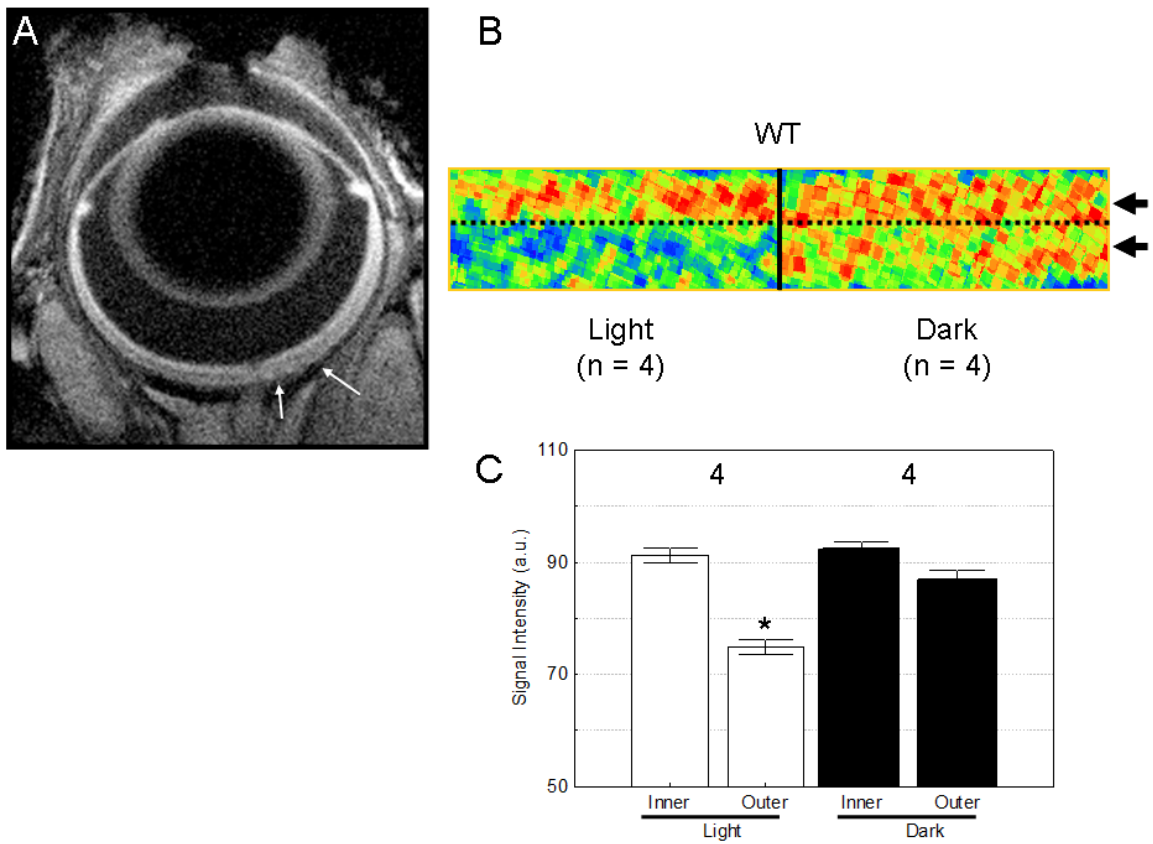 A
B
WT
Light
(n = 4)
Dark
(n = 4)
C
110
90
70
50
Signal Intensity (a.u.)
4
4
*
Inner
Outer
Inner
Outer
Light
Dark